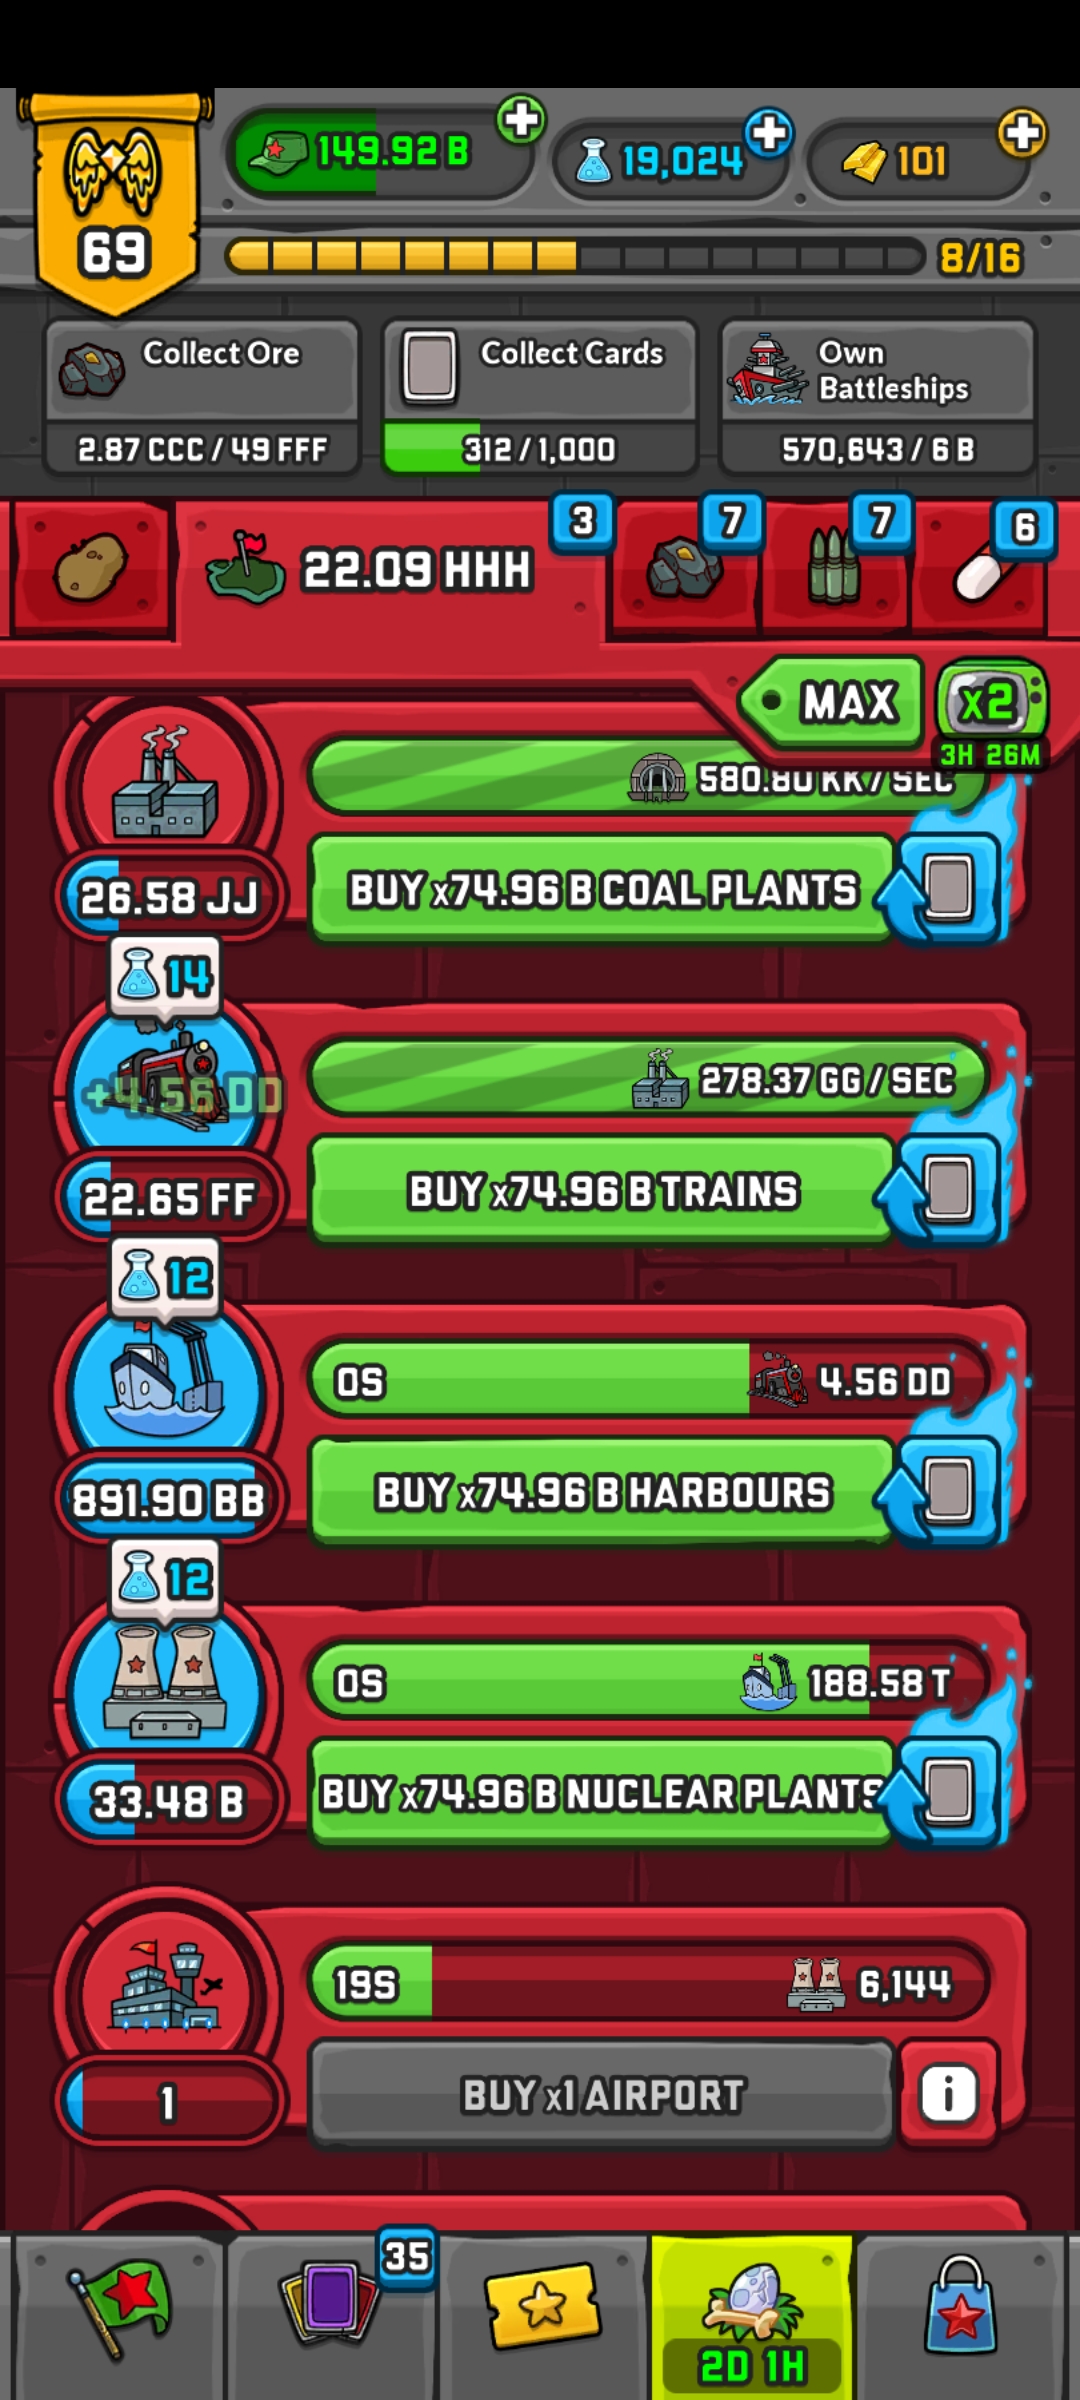 69
149.92 B
19,024
101
8/16
Collect Ore
2.87 CCC / 49 FFF
Collect Cards
312 / 1,000
Own
Battleships
570,643 / 6 B
22.09 HHH
3
7
7
6
MAX
x2
3H 26M
580.80 KK / SEC
26.58 JJ
BUY x74.96 B COAL PLANTS
14
+4.56 DD
278.37 GG / SEC
22.65 FF
BUY x74.96 B TRAINS
12
0S
4.56 DD
891.90 BB
BUY x74.96 B HARBOURS
12
0S
188.58 T
33.48 B
BUY x74.96 B NUCLEAR PLANTS
19S
6,144
1
BUY x1 AIRPORT
i
35
2D 1H